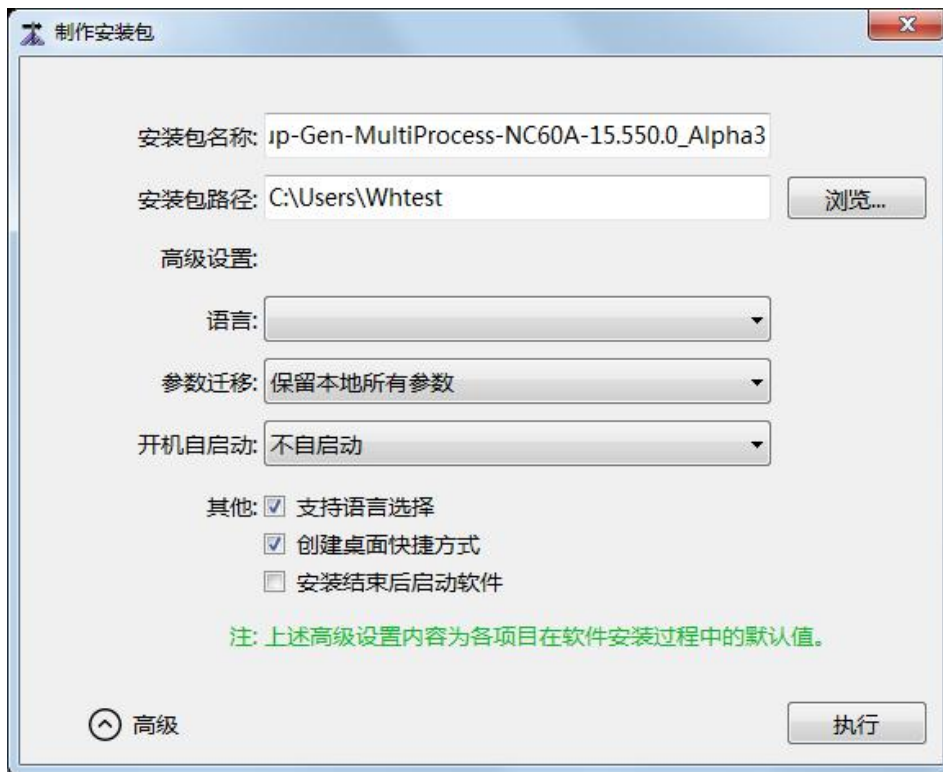 制作安装包
安装包名称: up-Gen-MultiProcess-NC60A-15.550.0_Alpha3
安装包路径: C:\Users\Whtest 浏览...
高级设置:
语言:
参数迁移: 保留本地所有参数
开机自启动: 不自启动
其他: 支持语言选择
创建桌面快捷方式
安装结束后启动软件
注: 上述高级设置内容为各项目在软件安装过程中的默认值。
高级 执行